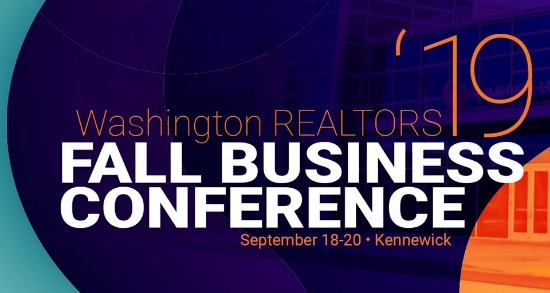 ‘19
Washington REALTORS
FALL BUSINESS
CONFERENCE
September 18-20 • Kennewick